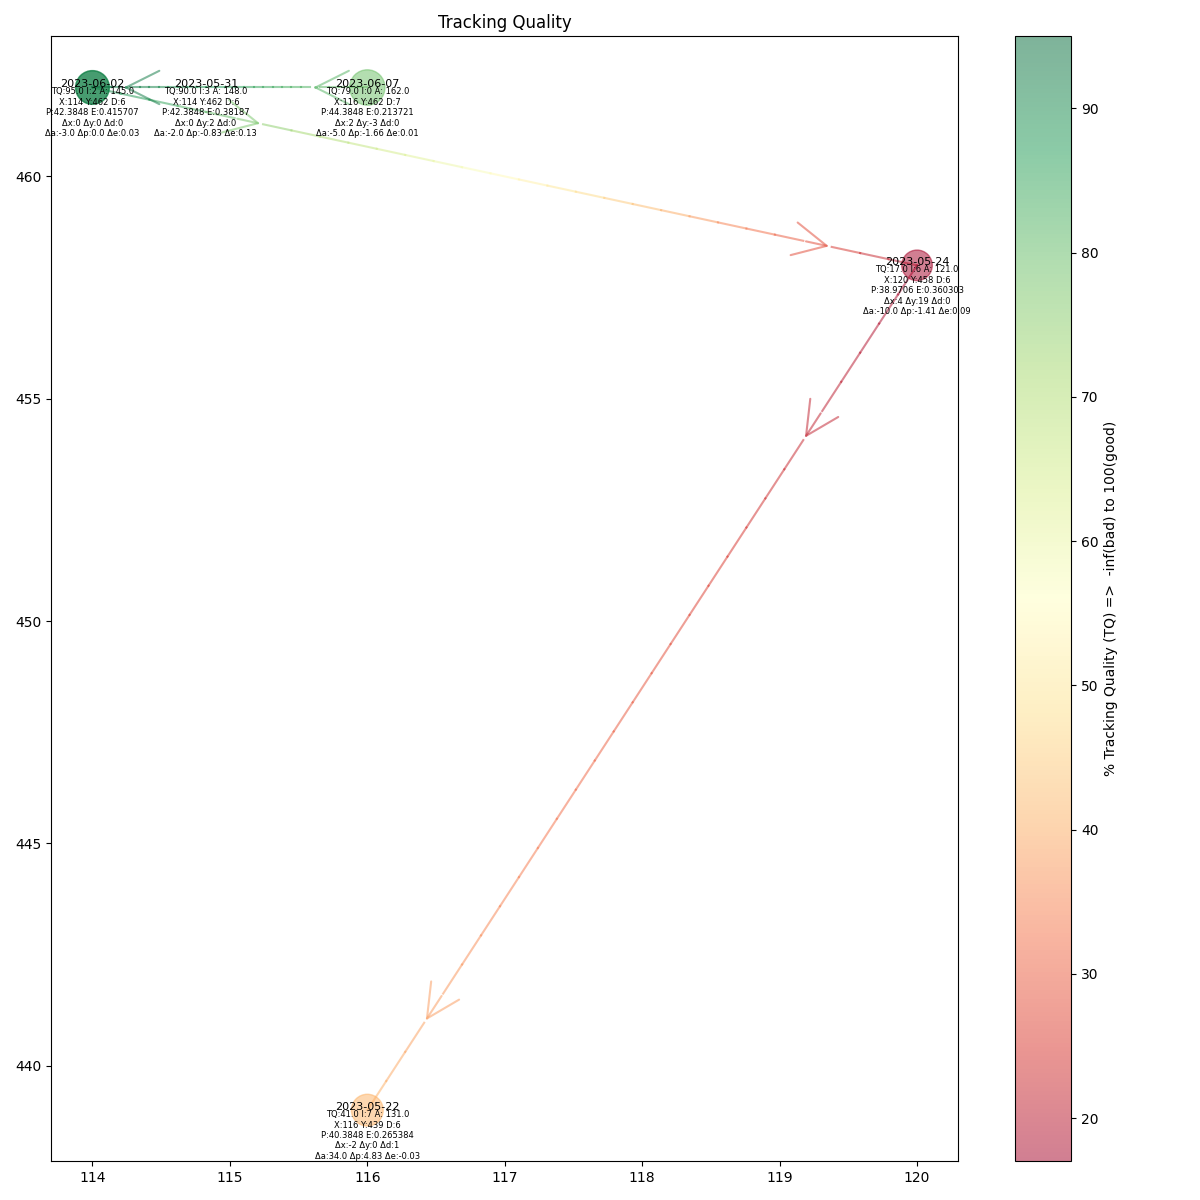 Tracking Quality
2023-06-02
TQ:95.0 I:2 A: 145.0
X:114 Y:462 D:6
P:42.3848 E:0.415707
Δx:0 Δy:0 Δd:0
Δa:-3.0 Δp:0.0 Δe:0.03
2023-05-31
TQ:90.0 I:3 A: 148.0
X:114 Y:462 D:6
P:42.3848 E:0.38187
Δx:0 Δy:2 Δd:0
Δa:-2.0 Δp:-0.83 Δe:0.13
2023-06-07
TQ:79.0 I:0 A: 162.0
X:116 Y:462 D:7
P:44.3848 E:0.213721
Δx:2 Δy:-3 Δd:0
Δa:-5.0 Δp:-1.66 Δe:0.01
2023-05-24
TQ:17.0 I:6 A: 121.0
X:120 Y:458 D:6
P:38.9706 E:0.360303
Δx:4 Δy:19 Δd:0
Δa:-10.0 Δp:-1.41 Δe:0.09
2023-05-22
TQ:41.0 I:7 A: 131.0
X:116 Y:439 D:6
P:40.3848 E:0.265384
Δx:-2 Δy:0 Δd:1
Δa:34.0 Δp:4.83 Δe:-0.03
460
455
450
445
440
114
115
116
117
118
119
120
90
80
70
60
50
40
30
20
% Tracking Quality (TQ) => -inf(bad) to 100(good)